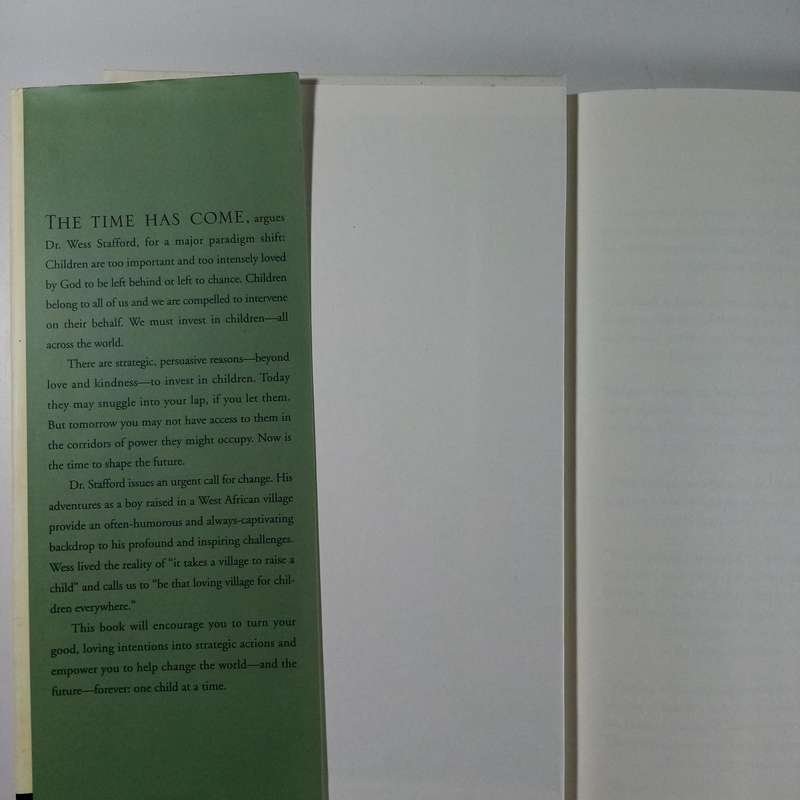 THE TIME HAS COME, argues
Dr. Wess Stafford, for a major paradigm shift:
Children are too important and too intensely loved
by God to be left behind or left to chance. Children
belong to all of us and we are compelled to intervene
on their behalf. We must invest in children—all
across the world.
There are strategic, persuasive reasons—beyond
love and kindness—to invest in children. Today
they may snuggle into your lap, if you let them.
But tomorrow you may not have access to them in
the corridors of power they might occupy. Now is
the time to shape the future.
Dr. Stafford issues an urgent call for change. His
adventures as a boy raised in a West African village
provide an often-humorous and always-captivating
backdrop to his profound and inspiring challenges.
Wess lived the reality of "it takes a village to raise a
child" and calls us to "be that loving village for chil-
dren everywhere."
This book will encourage you to turn your
good, loving intentions into strategic actions and
empower you to help change the world—and the
future—forever: one child at a time.